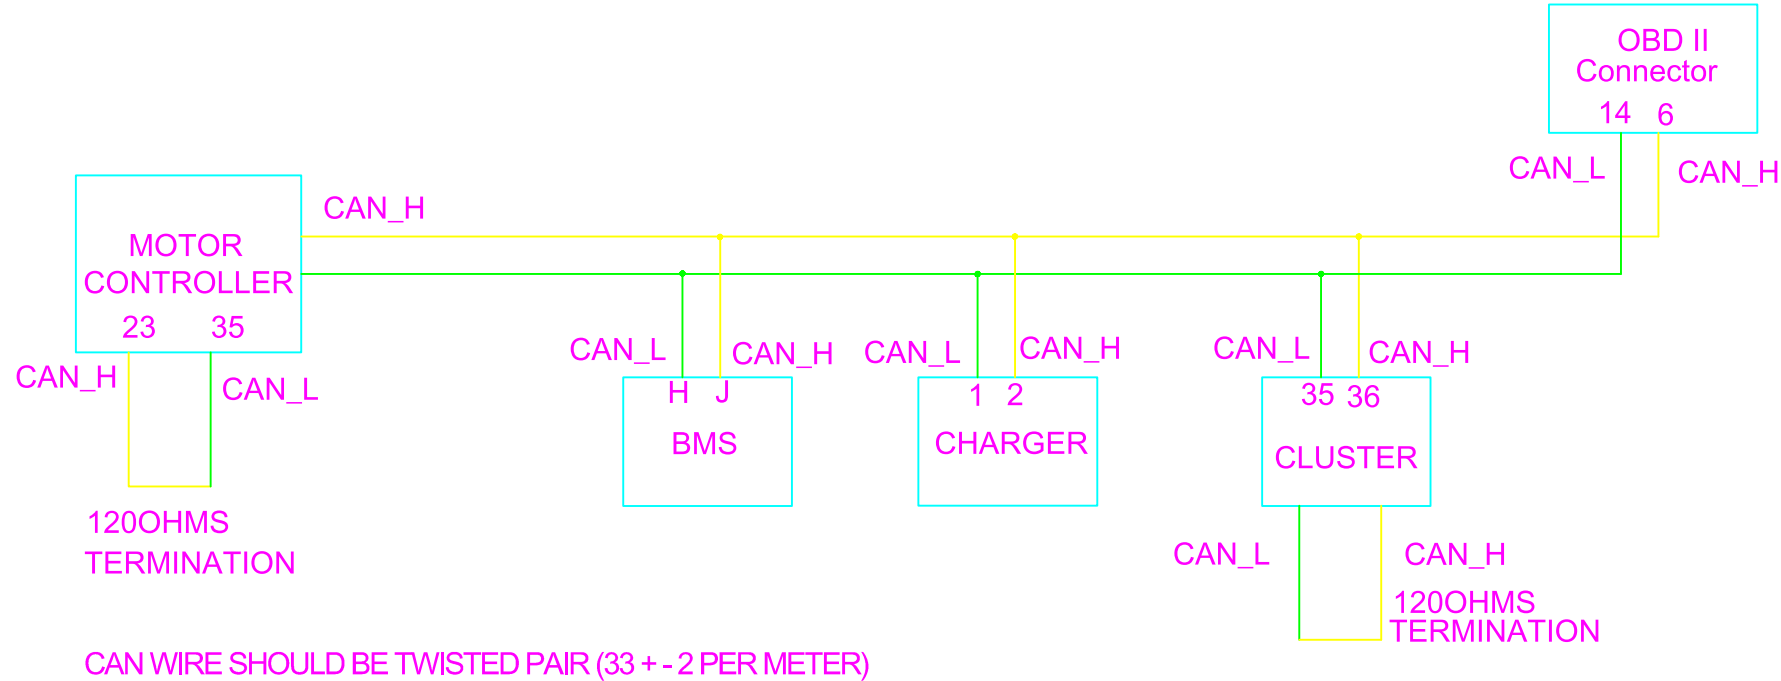 OBD II
Connector
14 6
CAN_L
CAN_H
CAN_H
MOTOR
CONTROLLER
23 35
CAN_H
CAN_L
120OHMS
TERMINATION
CAN_L
CAN_H
H J
BMS
CAN_L
CAN_H
1 2
CHARGER
CAN_L
CAN_H
35 36
CLUSTER
CAN_L
CAN_H
120OHMS
TERMINATION
CAN WIRE SHOULD BE TWISTED PAIR (33 + - 2 PER METER)